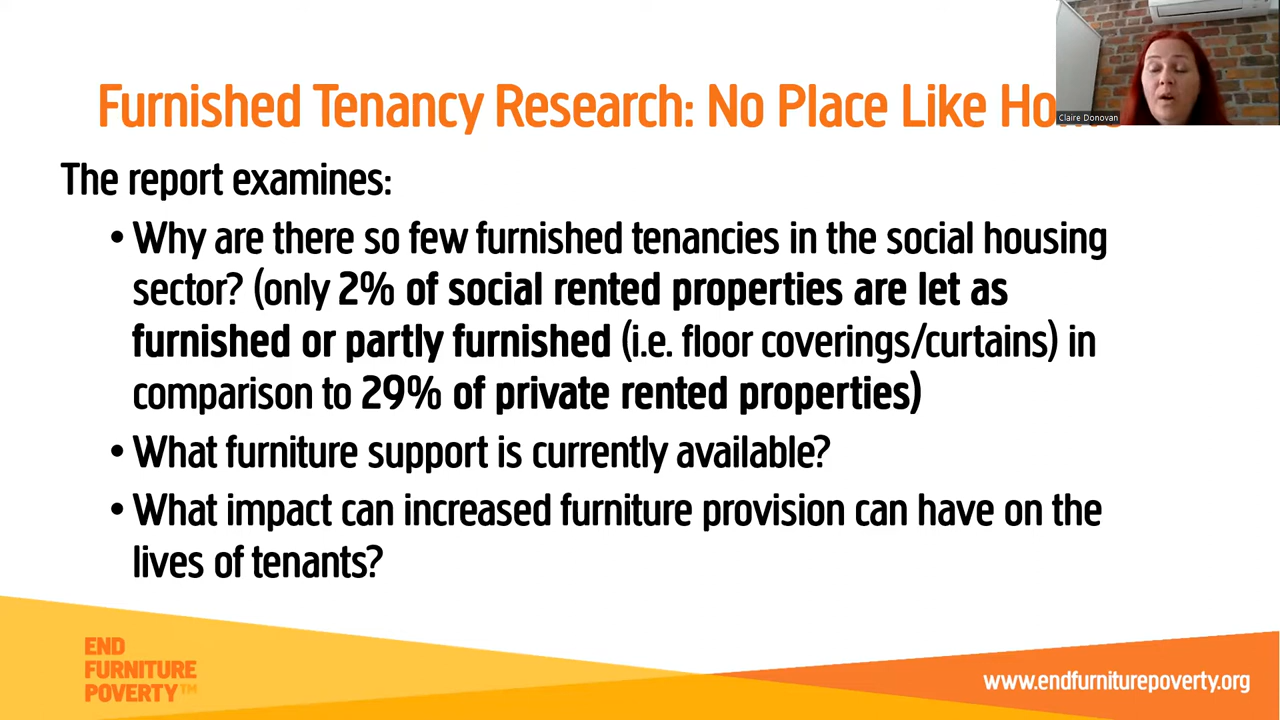 Furnished Tenancy Research: No Place Like
Claire Donovan
The report examines:
• Why are there so few furnished tenancies in the social housing
sector? (only 2% of social rented properties are let as
furnished or partly furnished (i.e. floor coverings/curtains) in
comparison to 29% of private rented properties)
• What furniture support is currently available?
• What impact can increased furniture provision can have on the
lives of tenants?
END
FURNITURE
POVERTY™
www.endfurniturepoverty.org